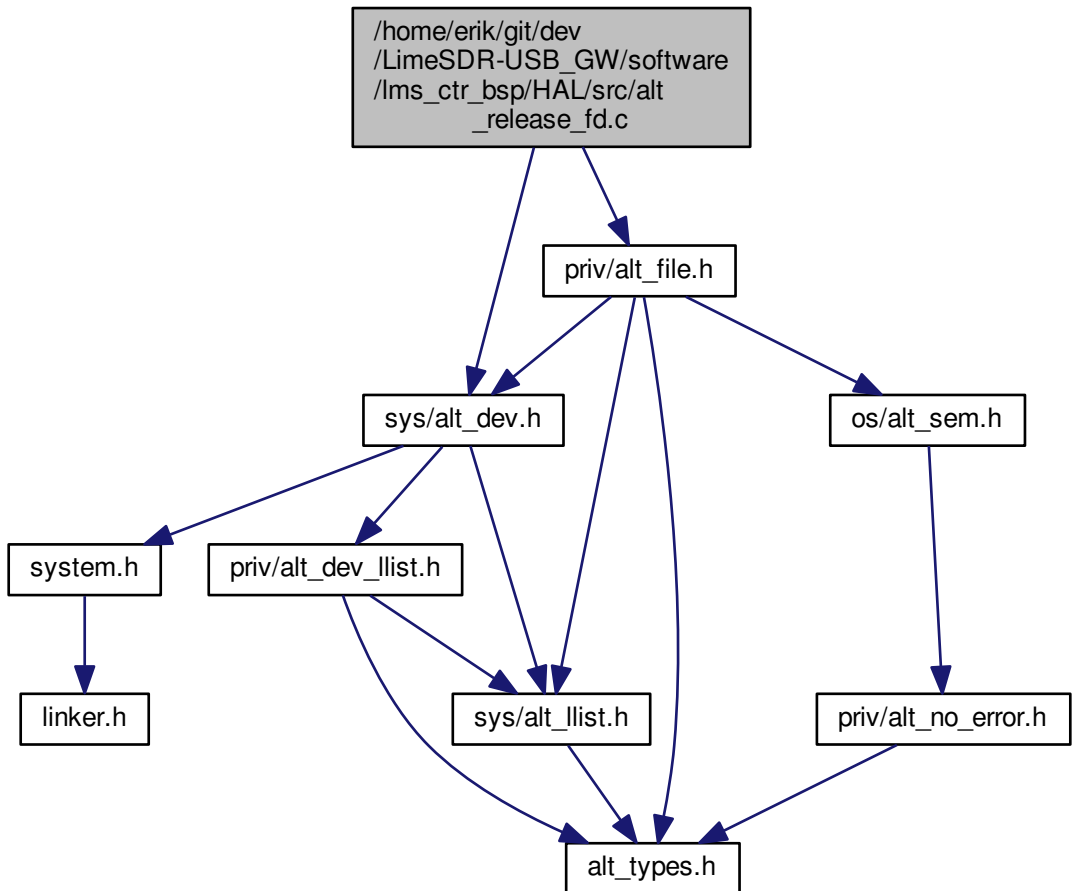 /home/erik/git/dev
/LimeSDR-USB_GW/software
/lms_ctr_bsp/HAL/src/alt
_release_fd.c
priv/alt_file.h
sys/alt_dev.h
os/alt_sem.h
system.h
priv/alt_dev_llist.h
linker.h
sys/alt_llist.h
priv/alt_no_error.h
alt_types.h